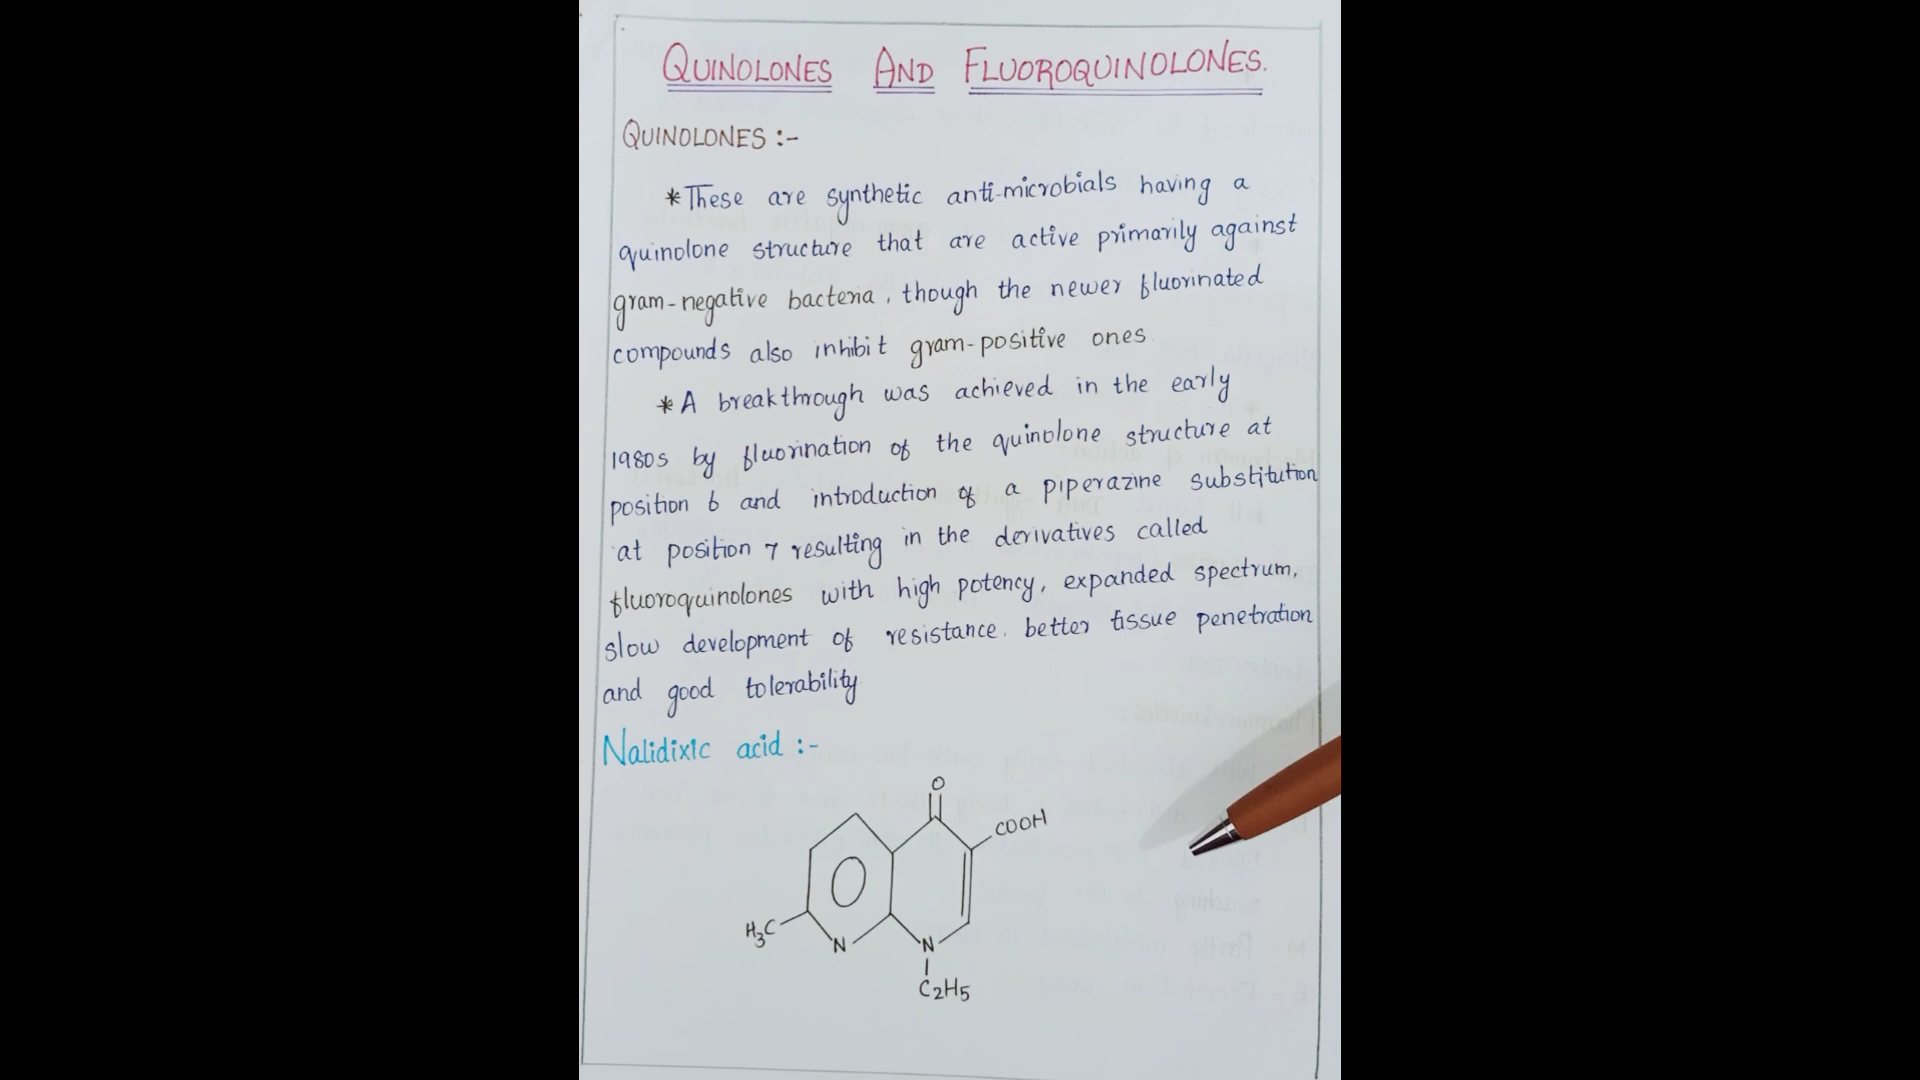 QUINOLONES AND FLUOROQUINOLONES.
QUINOLONES :-
* These are synthetic anti-microbials having a
quinolone structure that are active primarily against
gram-negative bacteria, though the newer fluorinated
compounds also inhibit gram-positive ones
* A breakthrough was achieved in the early
1980s by fluorination of the quinolone structure at
position 6 and introduction of a piperazine substitution
at position 7 resulting in the derivatives called
fluoroquinolones with high potency, expanded spectrum,
slow development of resistance. better tissue penetration
and good tolerability
Nalidixic acid :-
O
COOH
H3C
N
N
C2H5